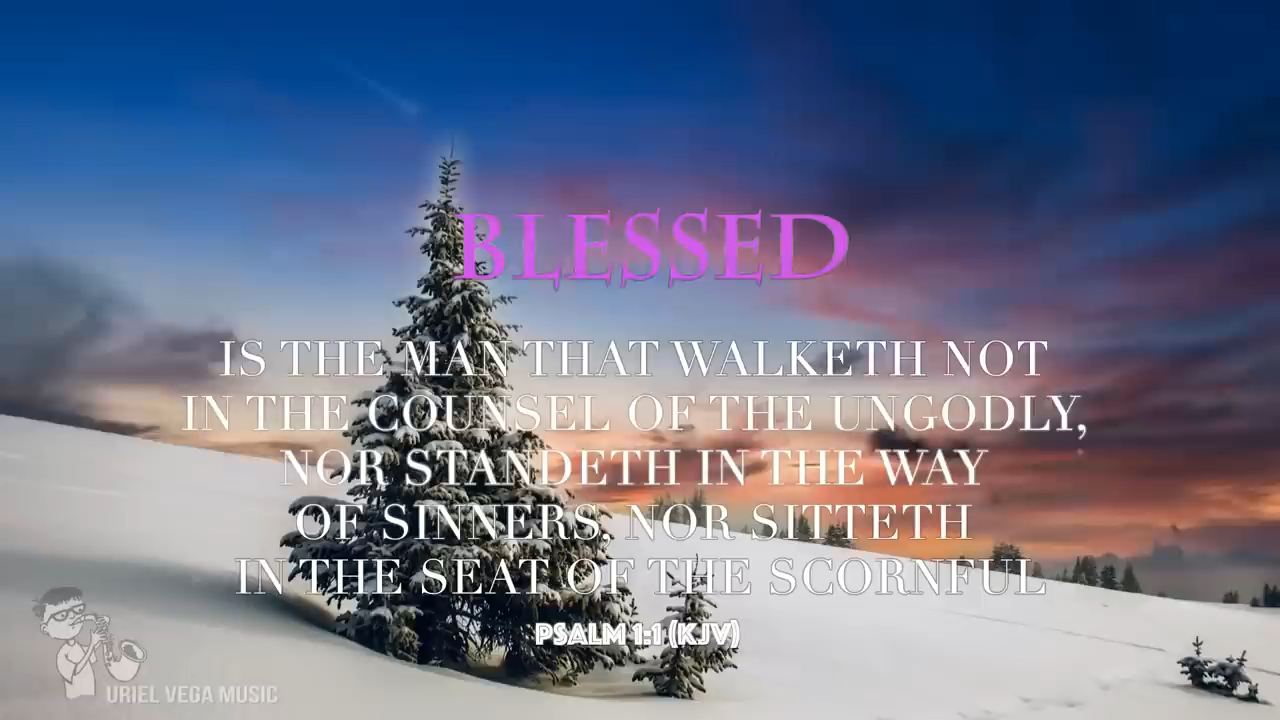 BLESSED
IS THE MAN THAT WALKETH NOT
IN THE COUNSEL OF THE UNGODLY,
NOR STANDETH IN THE WAY
OF SINNERS, NOR SITTETH
IN THE SEAT OF THE SCORNFUL
PSALM 1:1 (KJV)
URIEL VEGA MUSIC